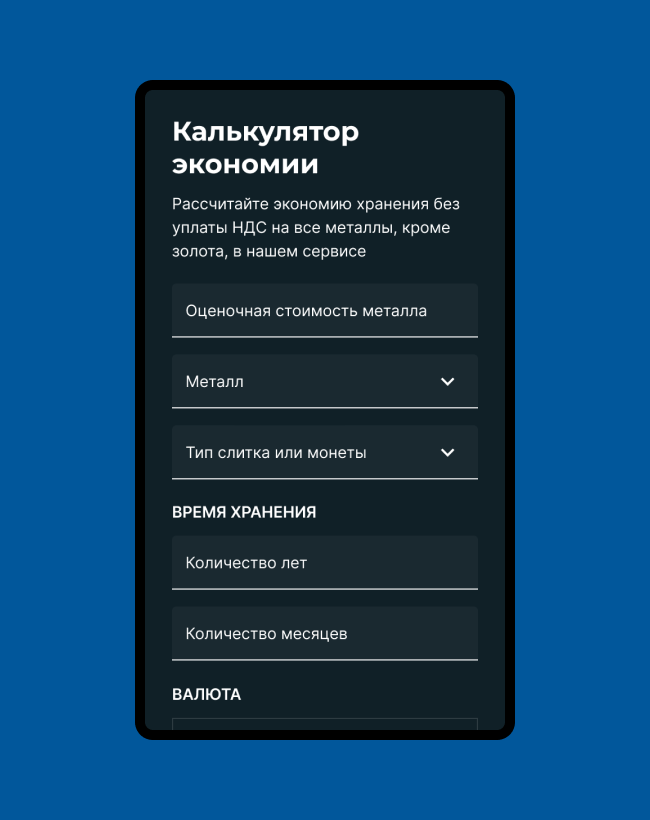 Калькулятор
экономии
Рассчитайте экономию хранения без
уплаты НДС на все металлы, кроме
золота, в нашем сервисе
Оценочная стоимость металла
Металл
Тип слитка или монеты
ВРЕМЯ ХРАНЕНИЯ
Количество лет
Количество месяцев
ВАЛЮТА